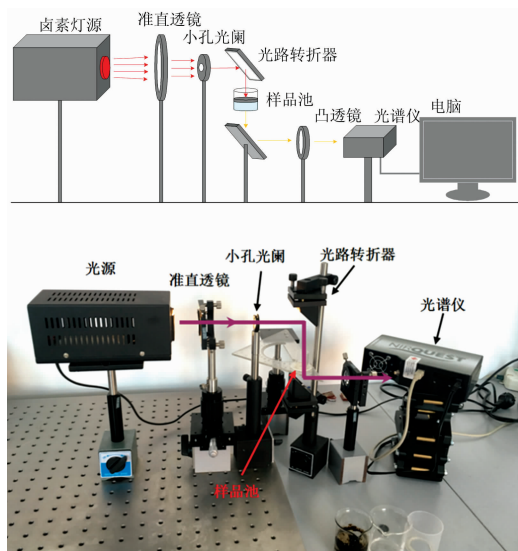 卤素灯源
准直透镜
小孔光阑
光路转折器
样品池
凸透镜
光谱仪
电脑
光源
准直透镜
小孔光阑
光路转折器
光谱仪
NIRQUEST
样品池